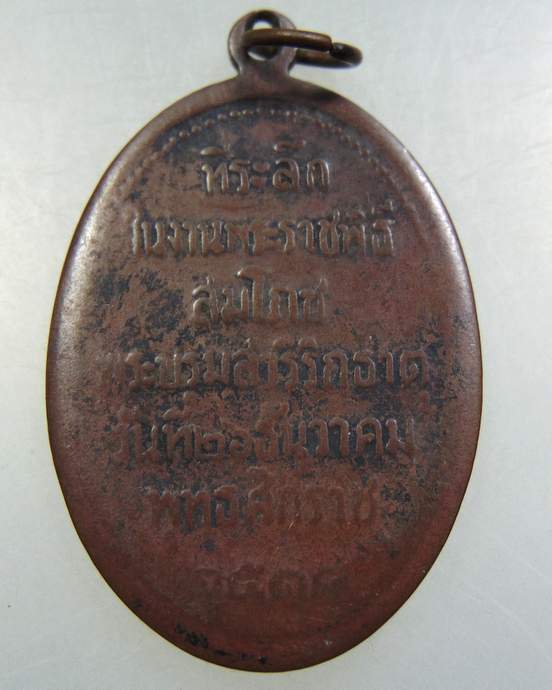 ที่ระลึก
ในงานพระราชพิธี
สมโภช
พระบรมสารีริกธาตุ
วันที่๒๖ธันวาคม
พุทธศักราช